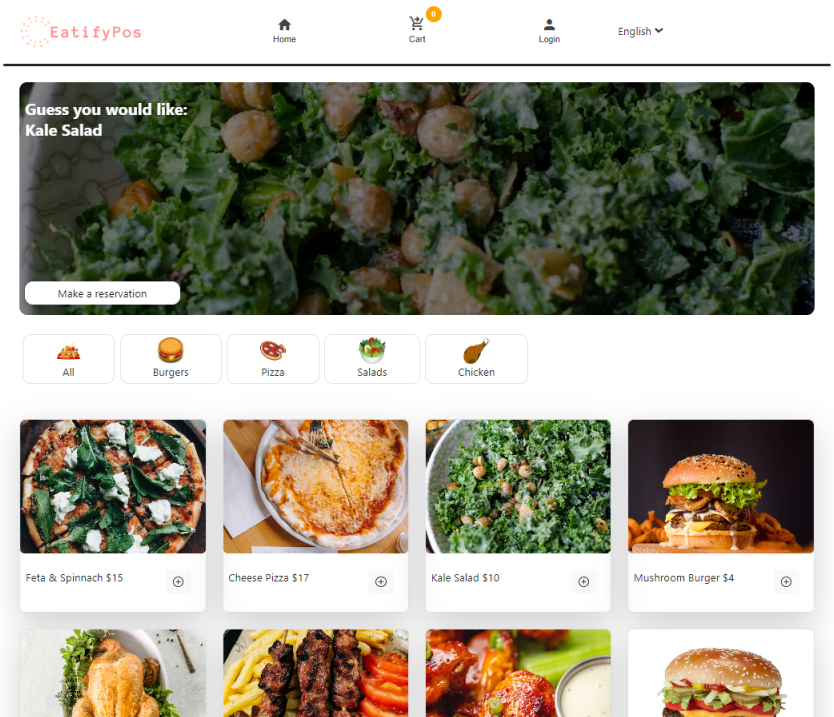 EatifyPos
0
Home
Cart
Login
English
Guess you would like:
Kale Salad
Make a reservation
All
Burgers
Pizza
Salads
Chicken
Feta & Spinnach $15
Cheese Pizza $17
Kale Salad $10
Mushroom Burger $4